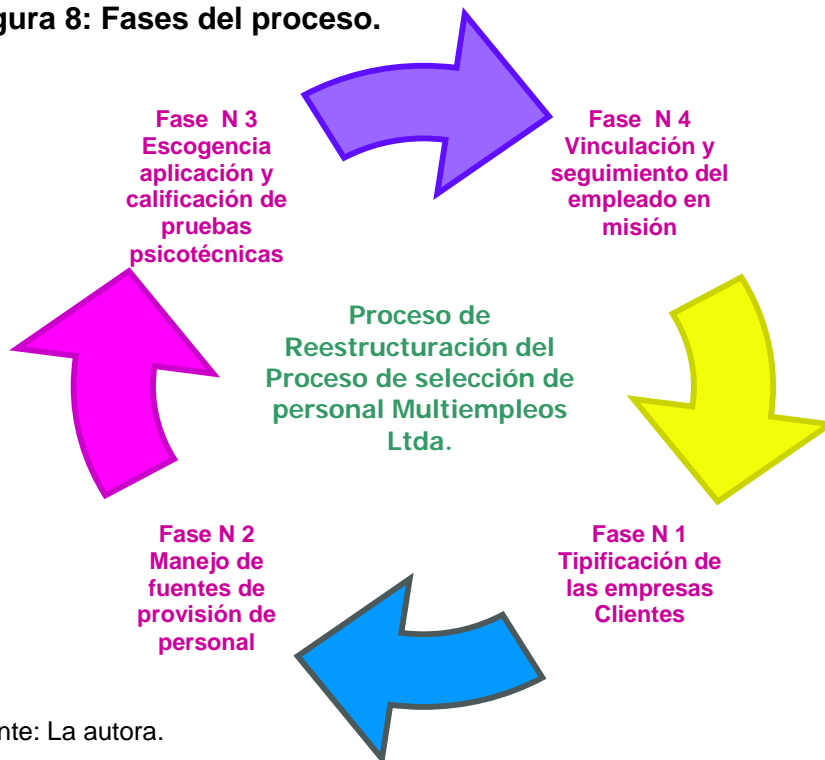 gura 8: Fases del proceso.
Fase N 3
Escogencia
aplicación y
calificación de
pruebas
psicotécnicas
Fase N 4
Vinculación y
seguimiento del
empleado en
misión
Proceso de
Reestructuración del
Proceso de selección de
personal Multiempleos
Ltda.
Fase N 2
Manejo de
fuentes de
provisión de
personal
Fase N 1
Tipificación de
las empresas
Clientes
nte: La autora.